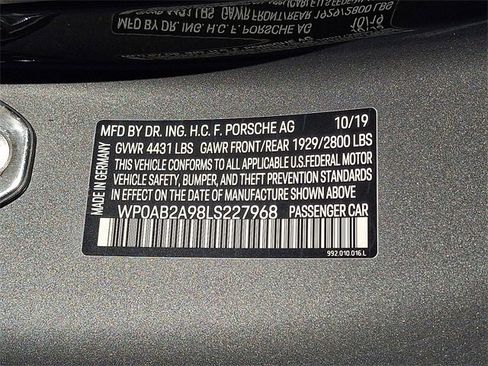 MFD BY DR. ING. H.C. F. PORSCHE AG 10/19
GVWR 4431 LBS GAWR FRONT/REAR 1929/2800 LBS
THIS VEHICLE CONFORMS TO ALL APPLICABLE U.S.FEDERAL MOTOR
VEHICLE SAFETY, BUMPER, AND THEFT PREVENTION STANDARDS
IN EFFECT ON THE DATE OF MANUFACTURE SHOWN ABOVE.
WP0AB2A98LS227968 PASSENGER CAR
992.010.016.L
MADE IN GERMANY